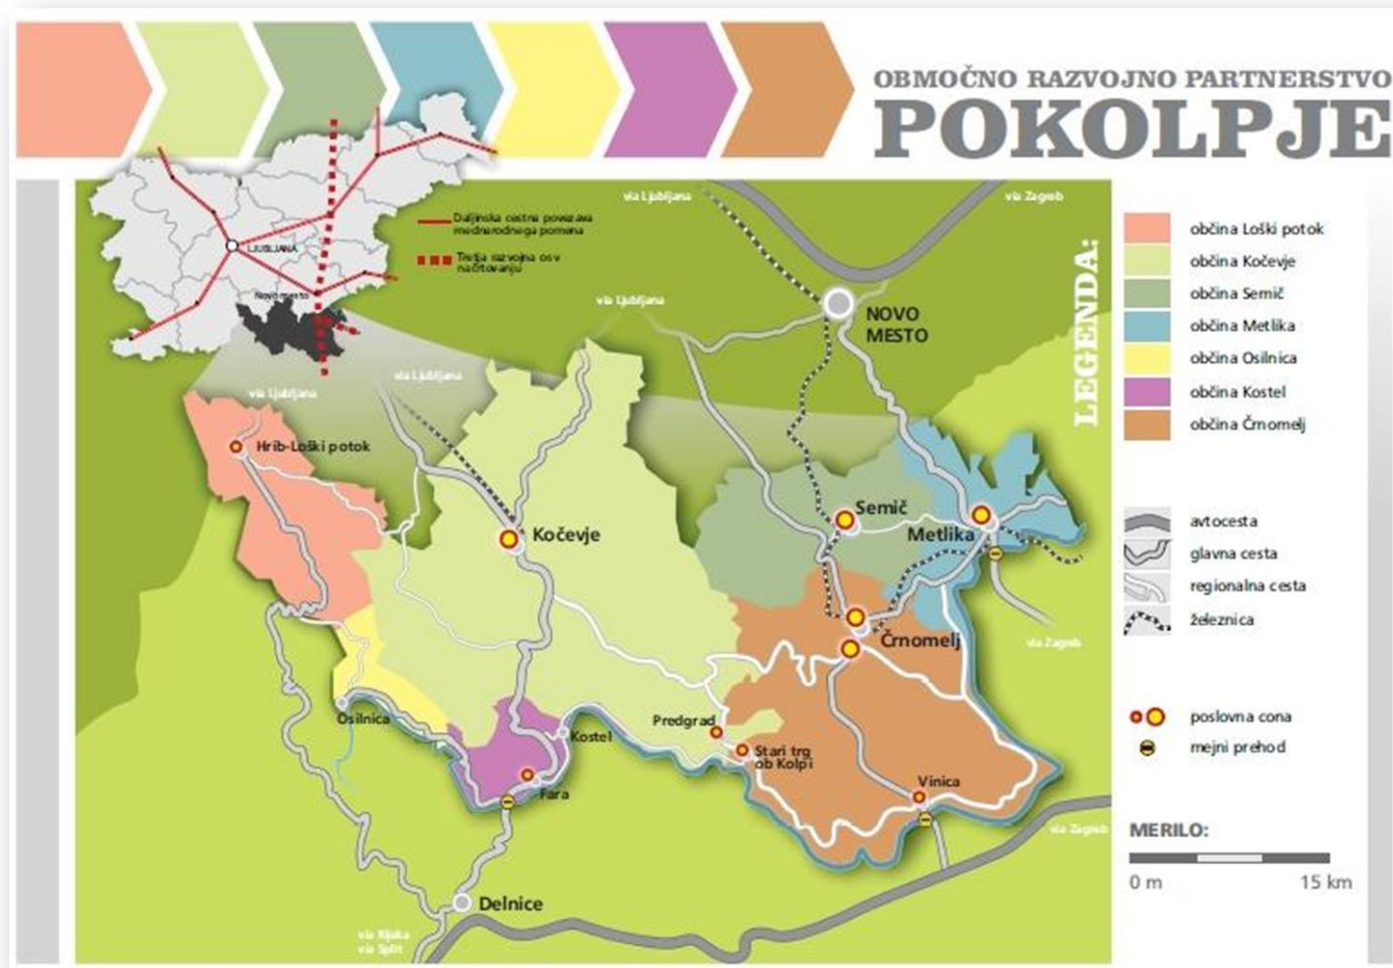 OBMOČNO RAZVOJNO PARTNERSTVO
POKOLPJE
Daljinska cestna povezava
mednarodnega pomena
Tretja razvojna os v
načrtovanju
LJUBLJANA
Novo mesto
via Ljubljana
via Zagreb
via Ljubljana
NOVO
MESTO
via Ljubljana
via Ljubljana
Hrib-Loški potok
Kočevje
Semič
Metlika
Črnomelj
via Zagreb
Osilnica
Kostel
Predgrad
Stari trg
ob Kolpi
Fara
Vinica
via Zagreb
Delnice
via Rijeka
via Split
LEGENDA:
občina Loški potok
občina Kočevje
občina Semič
občina Metlika
občina Osilnica
občina Kostel
občina Črnomelj
avtocesta
glavna cesta
regionalna cesta
železnica
poslovna cona
mejni prehod
MERILO:
0 m 15 km